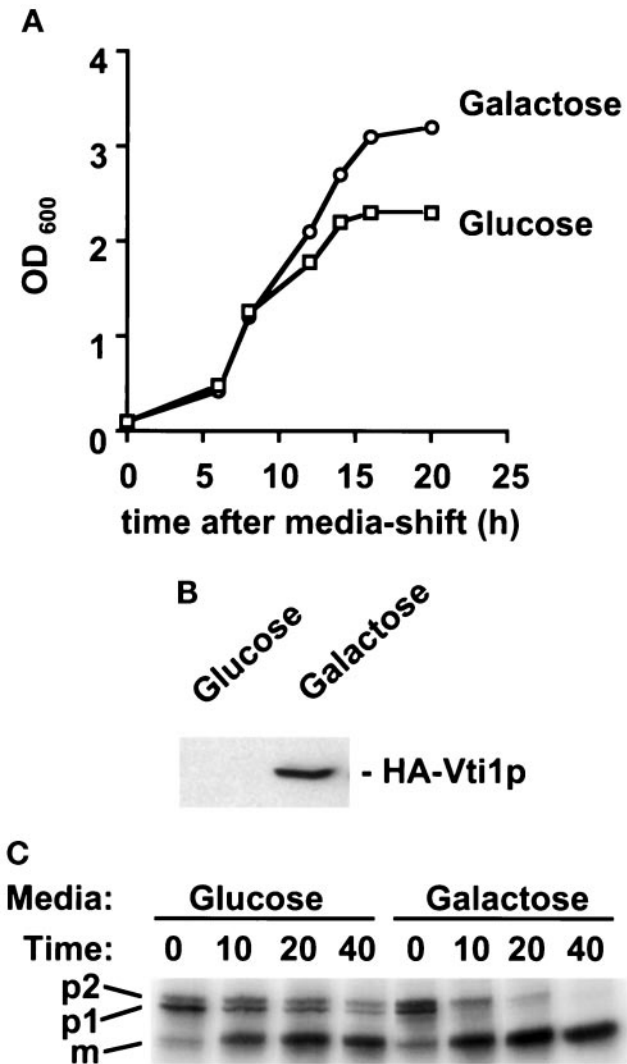 A
4
3
2
1
0
OD 600
Galactose
Glucose
0 5 10 15 20 25
time after media-shift (h)
B
Glucose
Galactose
- HA-Vti1p
C
Media: Glucose Galactose
Time: 0 10 20 40 0 10 20 40
p2
p1
m